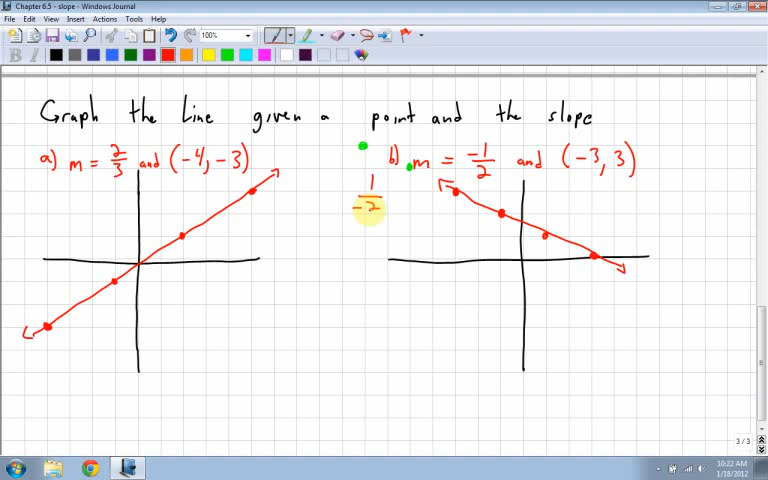 Chapter 6.5 - slope - Windows Journal
File Edit View Insert Actions Tools Help
100%
B I
Graph the line given a point and the slope
a) m = 2/3 and (-4, -3)
b) m = -1/2 and (-3, 3)
1/-2
3 / 3
10:22 AM
1/18/2012